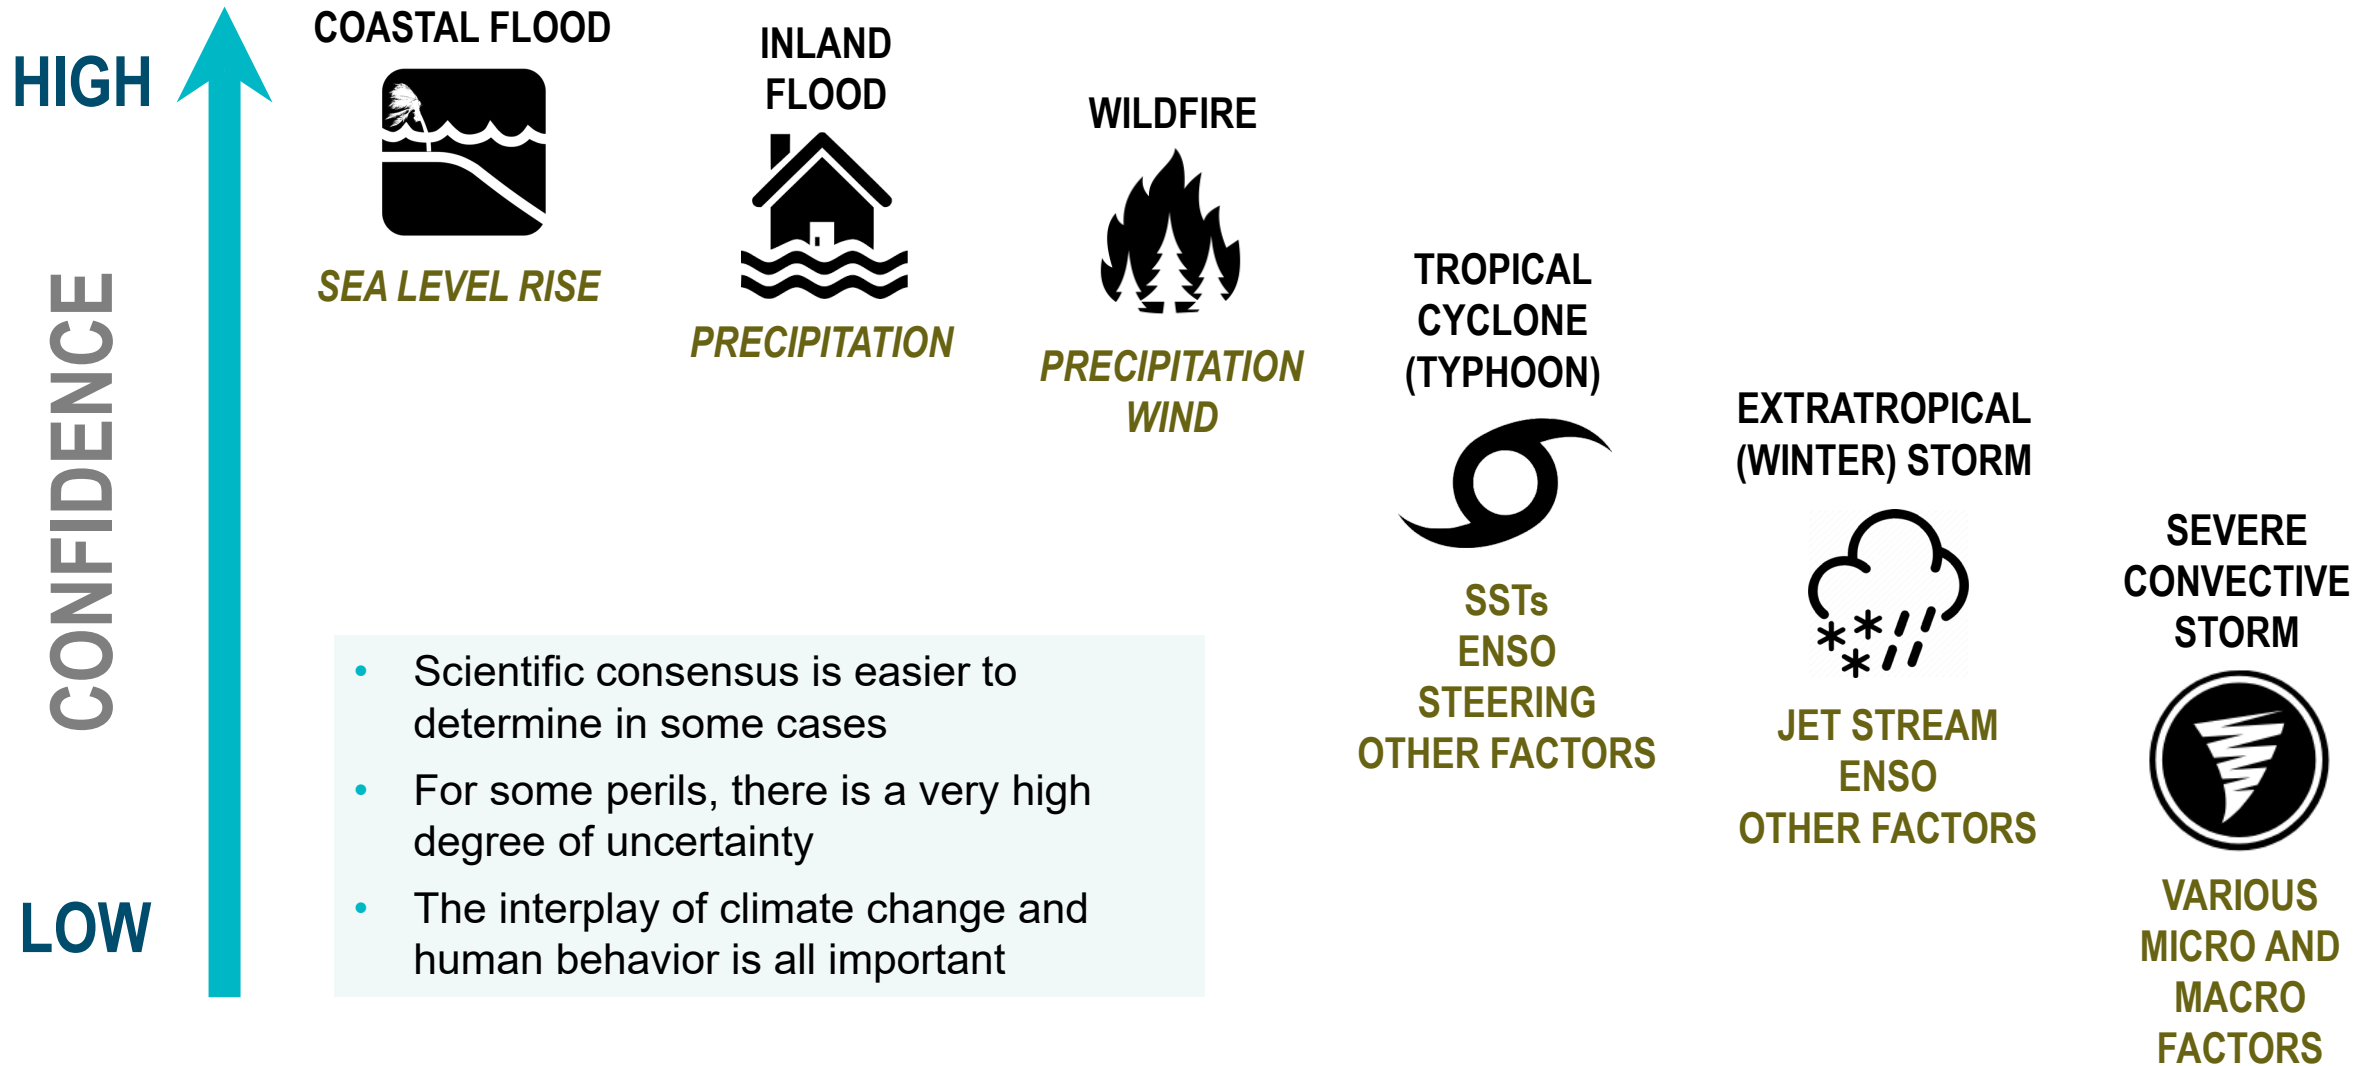 HIGH
CONFIDENCE
LOW
COASTAL FLOOD
SEA LEVEL RISE
INLAND
FLOOD
PRECIPITATION
WILDFIRE
PRECIPITATION
WIND
TROPICAL
CYCLONE
(TYPHOON)
SSTs
ENSO
STEERING
OTHER FACTORS
EXTRATROPICAL
(WINTER) STORM
JET STREAM
ENSO
OTHER FACTORS
SEVERE
CONVECTIVE
STORM
VARIOUS
MICRO AND
MACRO
FACTORS
• Scientific consensus is easier to
determine in some cases
• For some perils, there is a very high
degree of uncertainty
• The interplay of climate change and
human behavior is all important